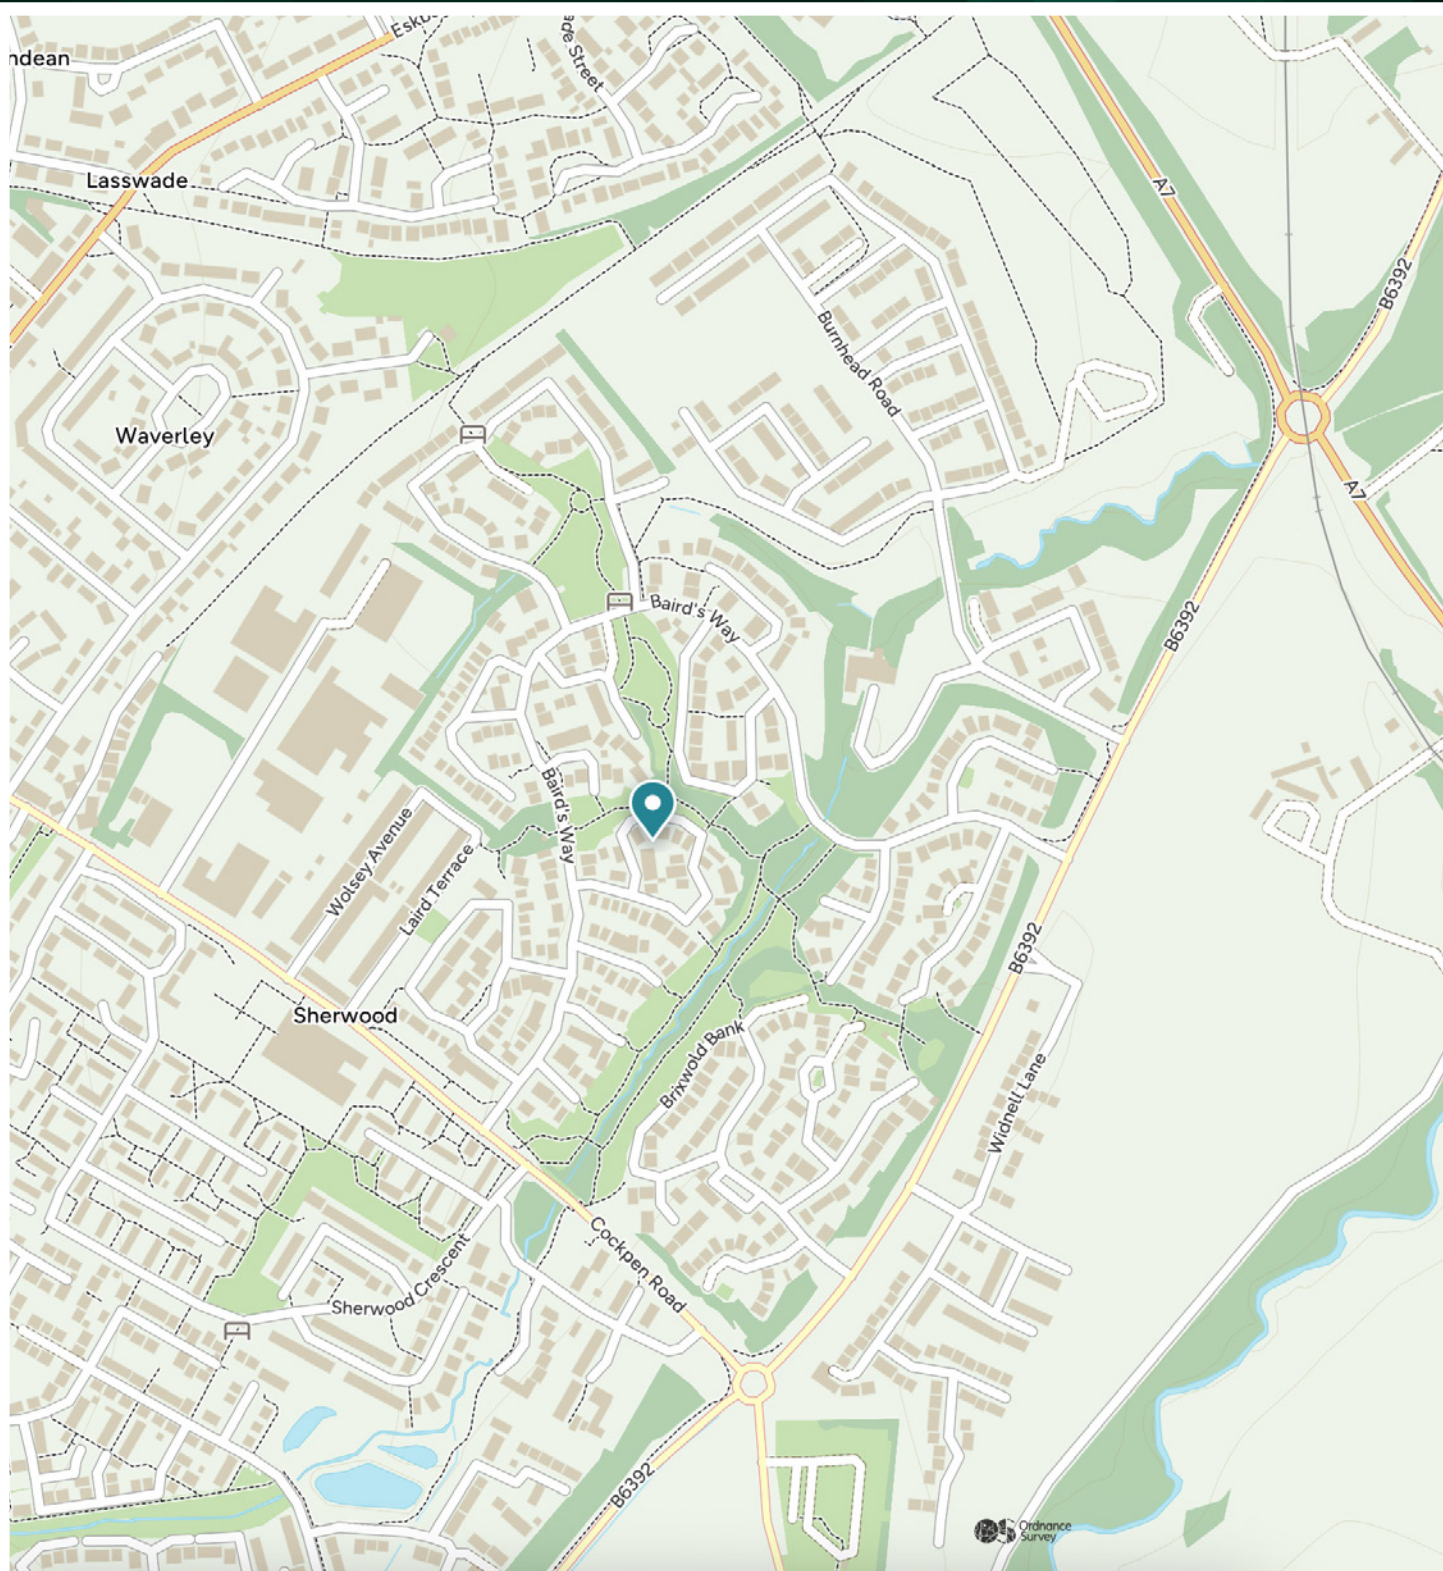 ndean
Lasswade
A7
B6392
Burnhead Road
Waverley
A7
Baird's Way
B6392
Baird's Way
Wolsey Avenue
Laird Terrace
B6392
Sherwood
Brixwold Bank
Widnell Lane
Cockpen Road
Sherwood Crescent
B6392
Ordnance
Survey